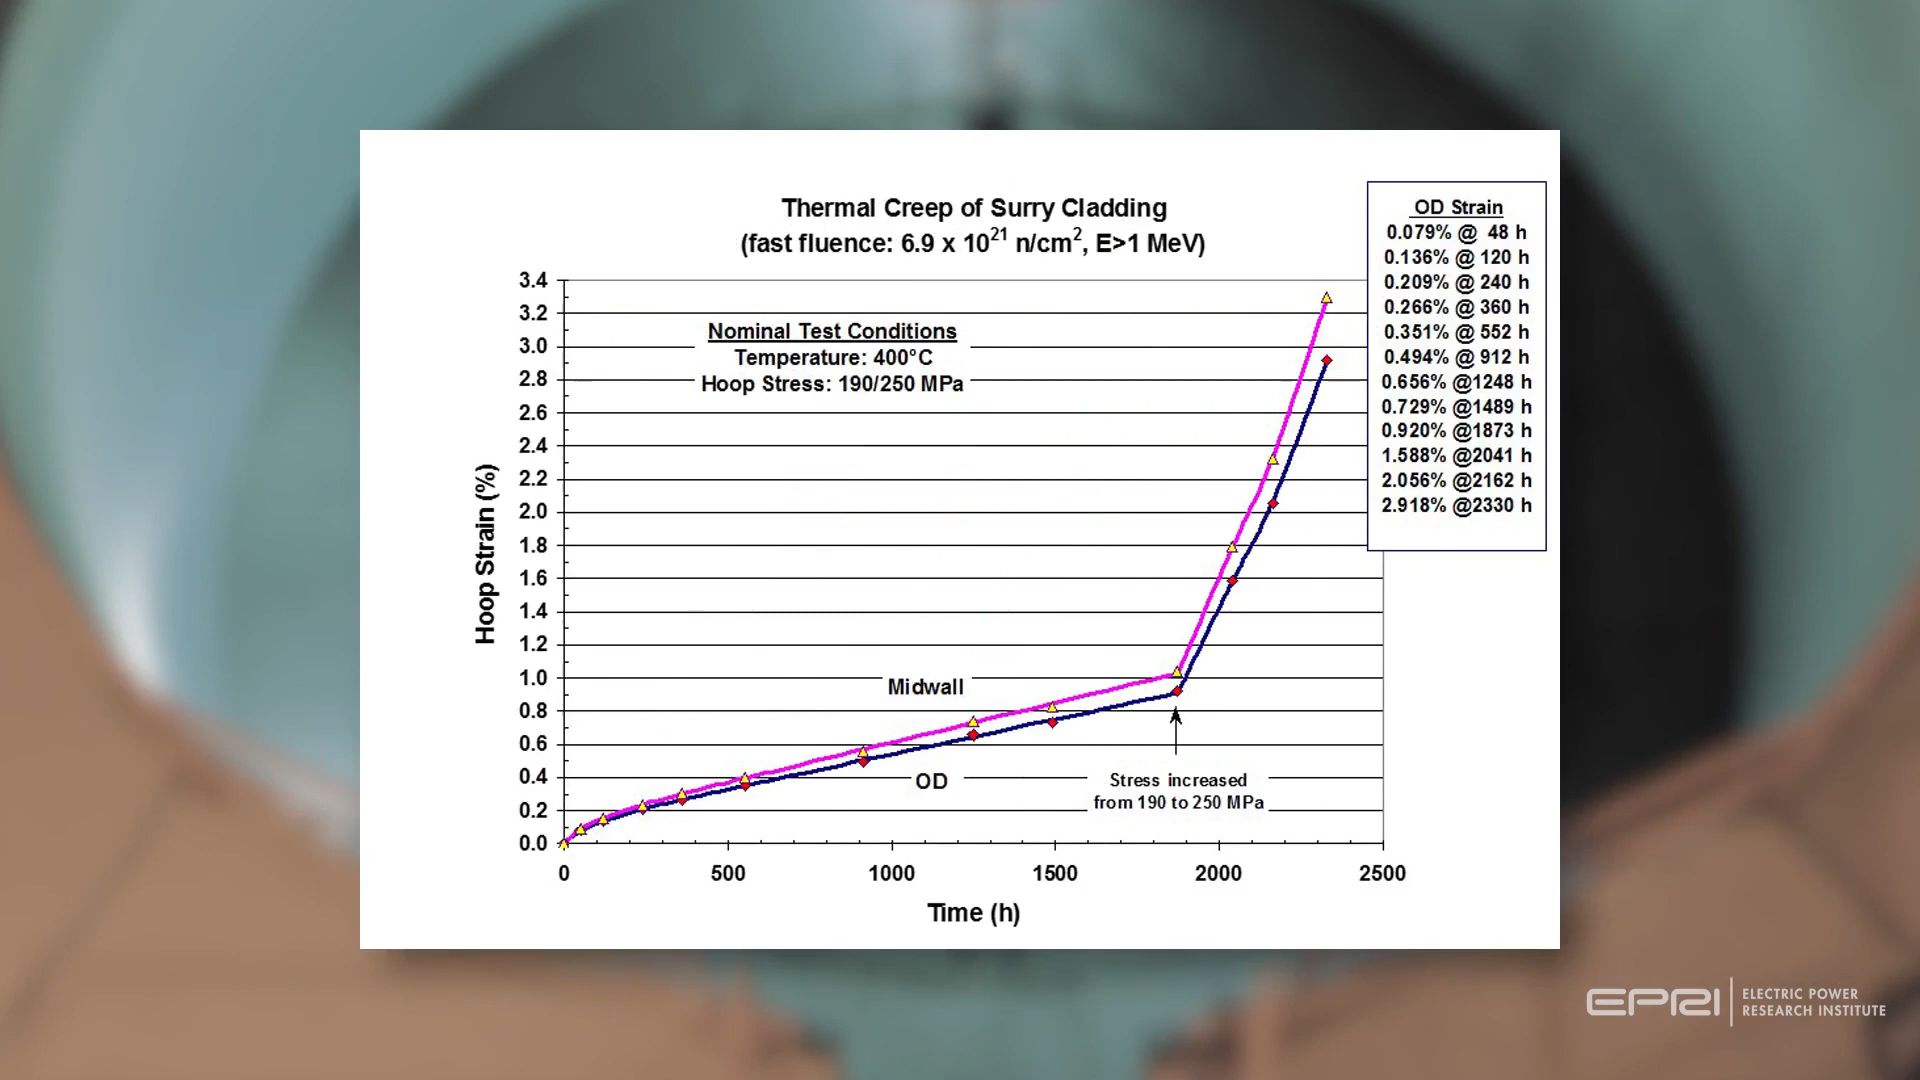 Thermal Creep of Surry Cladding
(fast fluence: 6.9 x 10²¹ n/cm², E>1 MeV)
OD Strain
0.079% @ 48 h
0.136% @ 120 h
0.209% @ 240 h
0.266% @ 360 h
0.351% @ 552 h
0.494% @ 912 h
0.656% @1248 h
0.729% @1489 h
0.920% @1873 h
1.588% @2041 h
2.056% @2162 h
2.918% @2330 h
Nominal Test Conditions
Temperature: 400°C
Hoop Stress: 190/250 MPa
Hoop Strain (%)
3.4
3.2
3.0
2.8
2.6
2.4
2.2
2.0
1.8
1.6
1.4
1.2
1.0
0.8
0.6
0.4
0.2
0.0
Midwall
OD
Stress increased
from 190 to 250 MPa
0 500 1000 1500 2000 2500
Time (h)
EPRI
ELECTRIC POWER
RESEARCH INSTITUTE